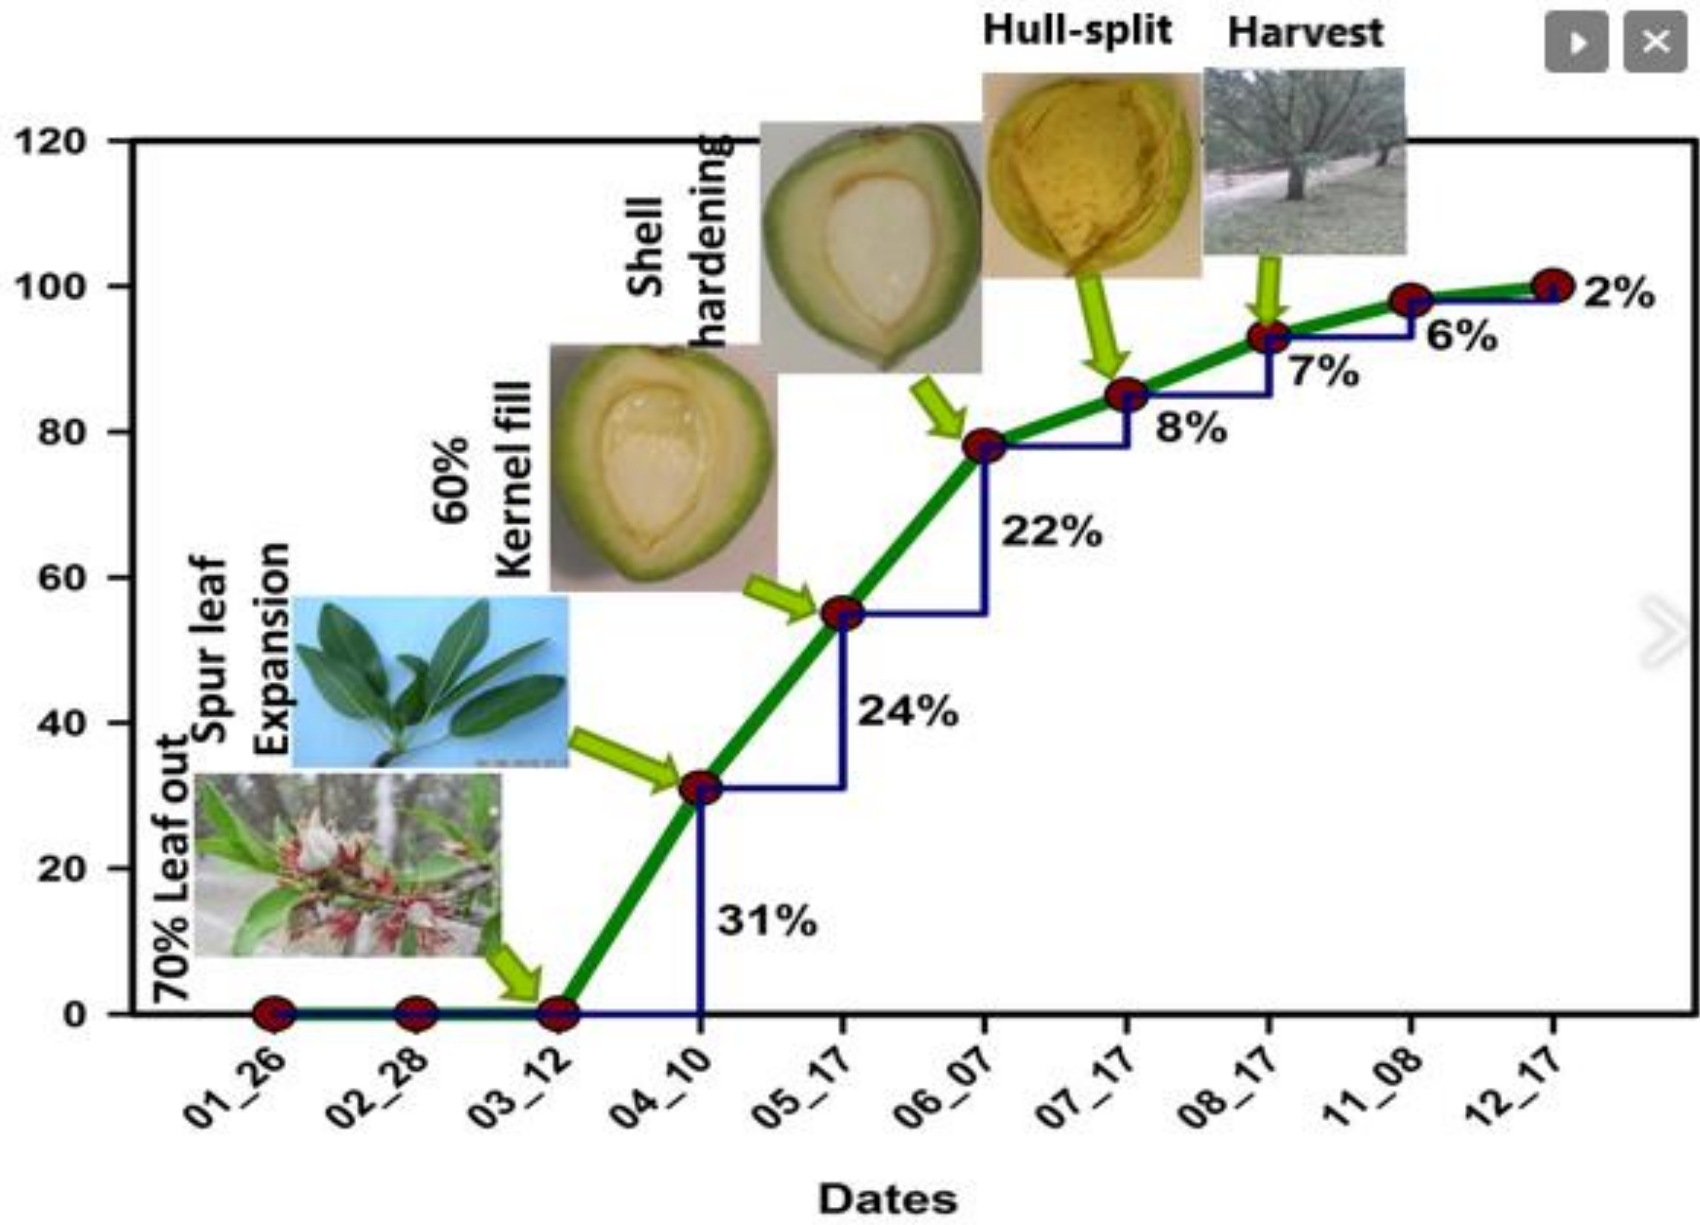 Hull-split
Harvest
120
100
80
60
40
20
0
Shell
hardening
60%
Kernel fill
Spur leaf
Expansion
70% Leaf out
2%
6%
7%
8%
22%
24%
31%
01_26
02_28
03_12
04_10
05_17
06_07
07_17
08_17
11_08
12_17
Dates